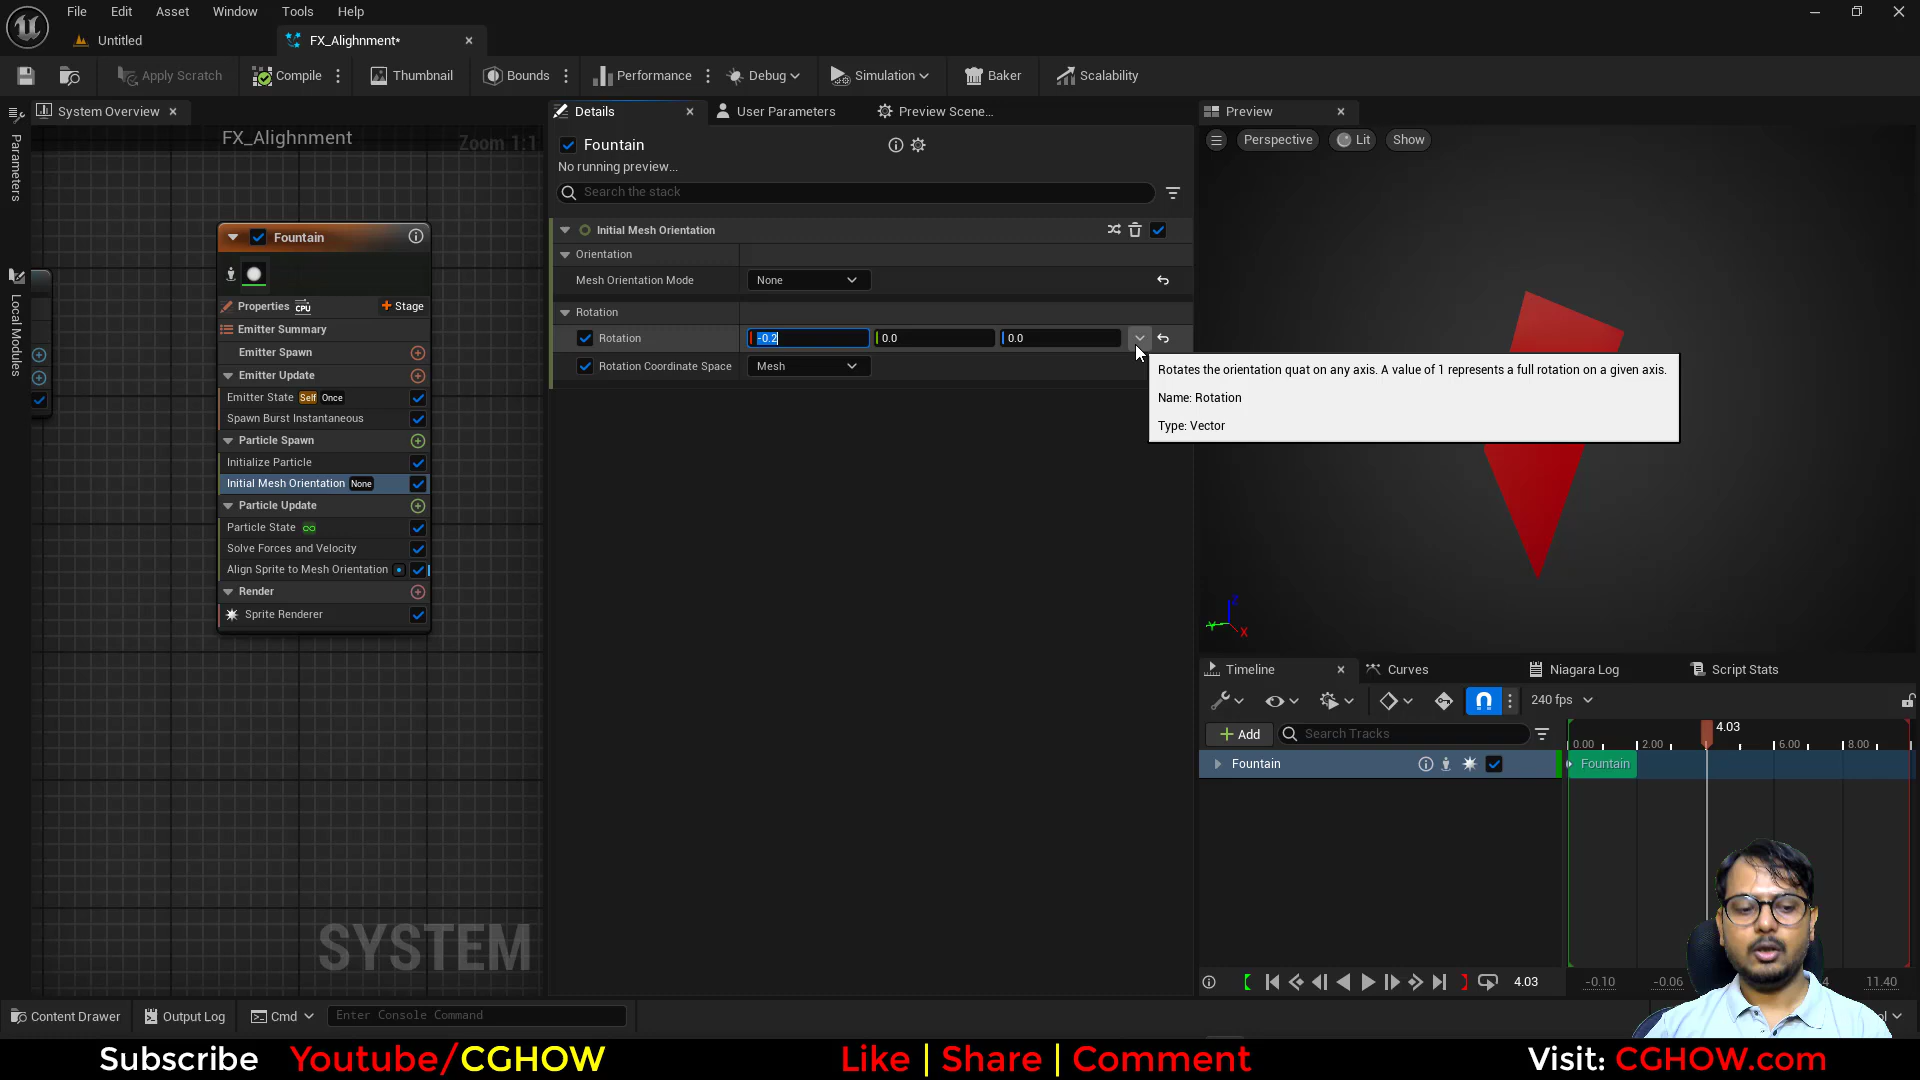 File Edit Asset Window Tools Help
Untitled
FX_Alighnment*
Apply Scratch
Compile
Thumbnail
Bounds
Performance
Debug
Simulation
Baker
Scalability
Parameters
Local Modules
System Overview
FX_Alighnment
Zoom 1:1
Fountain
Properties CPU
Stage
Emitter Summary
Emitter Spawn
Emitter Update
Emitter State Self Once
Spawn Burst Instantaneous
Particle Spawn
Initialize Particle
Initial Mesh Orientation None
Particle Update
Particle State
Solve Forces and Velocity
Align Sprite to Mesh Orientation
Render
Sprite Renderer
SYSTEM
Details
User Parameters
Preview Scene...
Fountain
No running preview...
Search the stack
Initial Mesh Orientation
Orientation
Mesh Orientation Mode None
Rotation
Rotation -0.2 0.0 0.0
Rotation Coordinate Space Mesh
Rotates the orientation quat on any axis. A value of 1 represents a full rotation on a given axis.
Name: Rotation
Type: Vector
Preview
Perspective Lit Show
Z
Y
X
Timeline
Curves
Niagara Log
Script Stats
240 fps
Add
Search Tracks
4.03
0.00 2.00 6.00 8.00
Fountain
Fountain
4.03
-0.10 -0.06 11.40
Content Drawer
Output Log
Cmd
Enter Console Command
Subscribe Youtube/CGHOW Like | Share | Comment Visit: CGHOW.com